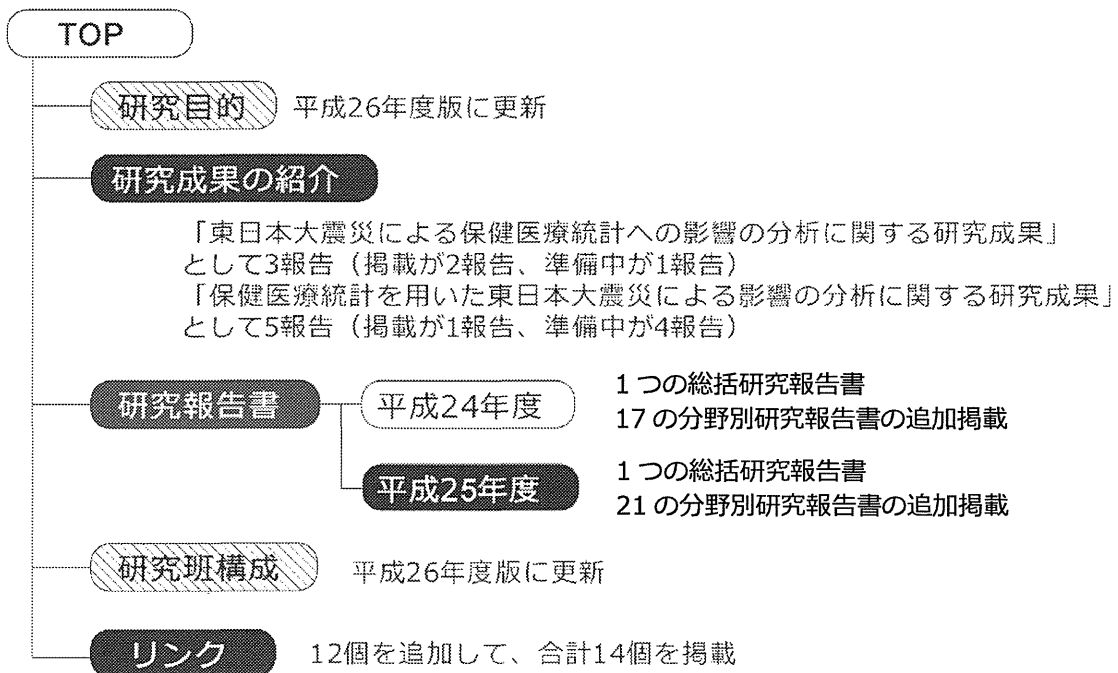 TOP
研究目的 平成26年度版に更新
研究成果の紹介
「東日本大震災による保健医療統計への影響の分析に関する研究成果」
として3報告（掲載が2報告、準備中が1報告）
「保健医療統計を用いた東日本大震災による影響の分析に関する研究成果」
として5報告（掲載が1報告、準備中が4報告）
研究報告書 平成24年度 1つの総括研究報告書
17の分野別研究報告書の追加掲載
平成25年度 1つの総括研究報告書
21の分野別研究報告書の追加掲載
研究班構成 平成26年度版に更新
リンク 12個を追加して、合計14個を掲載